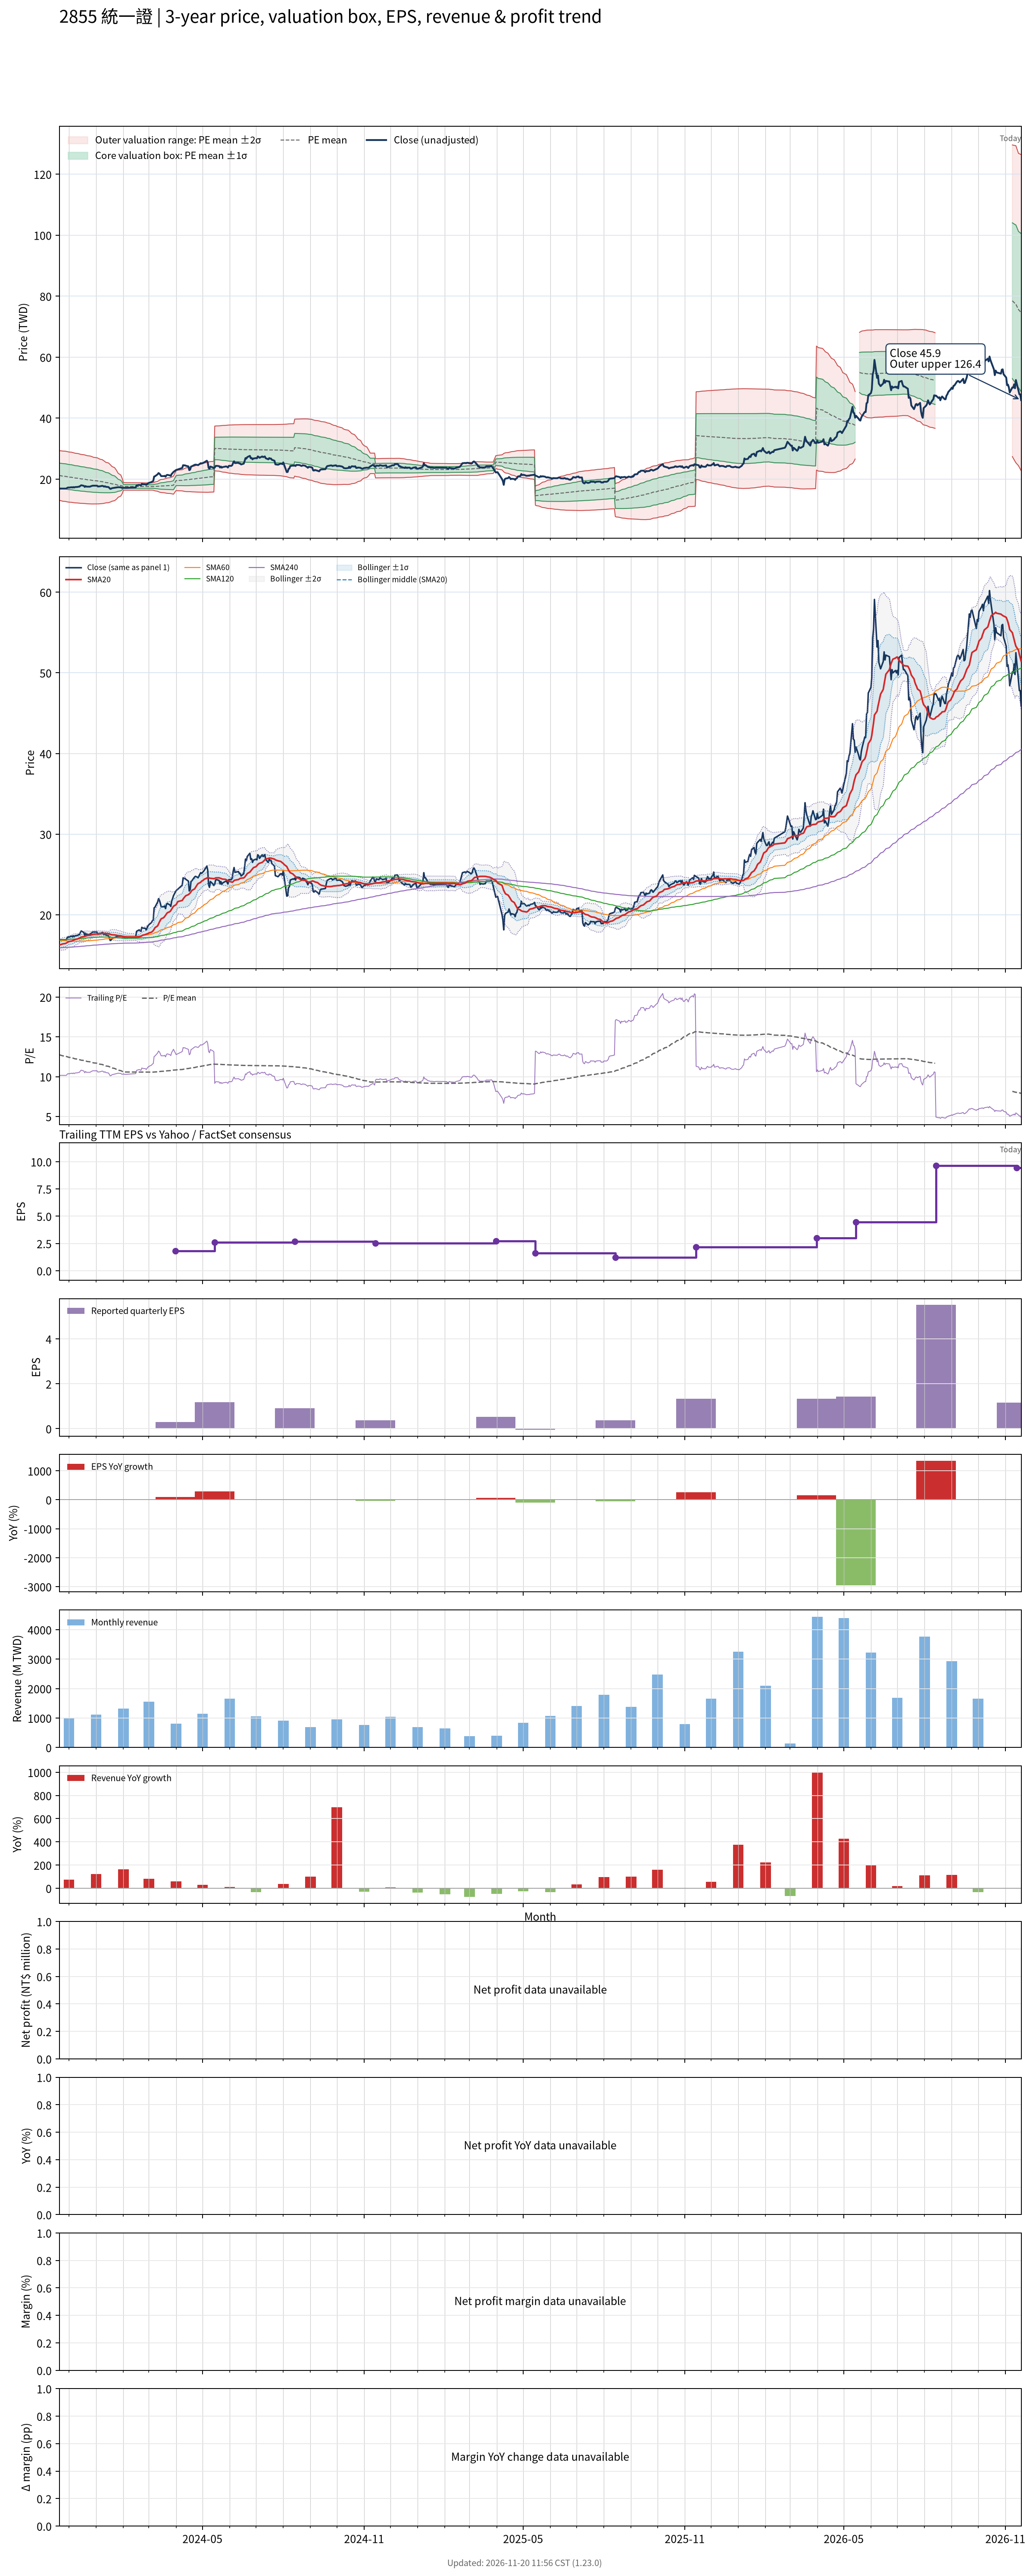 2855 統一證 | 3-year price, valuation box, EPS, revenue & profit trend
Outer valuation range: PE mean ±2σ
Core valuation box: PE mean ±1σ
PE mean
Close (unadjusted)
Today
Close 45.9
Outer upper 126.4
Price (TWD)
120
100
80
60
40
20
Close (same as panel 1)
SMA20
SMA60
SMA120
SMA240
Bollinger ±2σ
Bollinger ±1σ
Bollinger middle (SMA20)
Price
60
50
40
30
20
Trailing P/E
P/E mean
P/E
20
15
10
5
Trailing TTM EPS vs Yahoo / FactSet consensus
Today
EPS
10.0
7.5
5.0
2.5
0.0
Reported quarterly EPS
EPS
4
2
0
EPS YoY growth
YoY (%)
1000
0
-1000
-2000
-3000
Monthly revenue
Revenue (M TWD)
4000
3000
2000
1000
0
Revenue YoY growth
YoY (%)
1000
800
600
400
200
0
Month
Net profit data unavailable
Net profit (NT$ million)
1.0
0.8
0.6
0.4
0.2
0.0
Net profit YoY data unavailable
YoY (%)
1.0
0.8
0.6
0.4
0.2
0.0
Net profit margin data unavailable
Margin (%)
1.0
0.8
0.6
0.4
0.2
0.0
Margin YoY change data unavailable
Δ margin (pp)
1.0
0.8
0.6
0.4
0.2
0.0
2024-05
2024-11
2025-05
2025-11
2026-05
2026-11
Updated: 2026-11-20 11:56 CST (1.23.0)